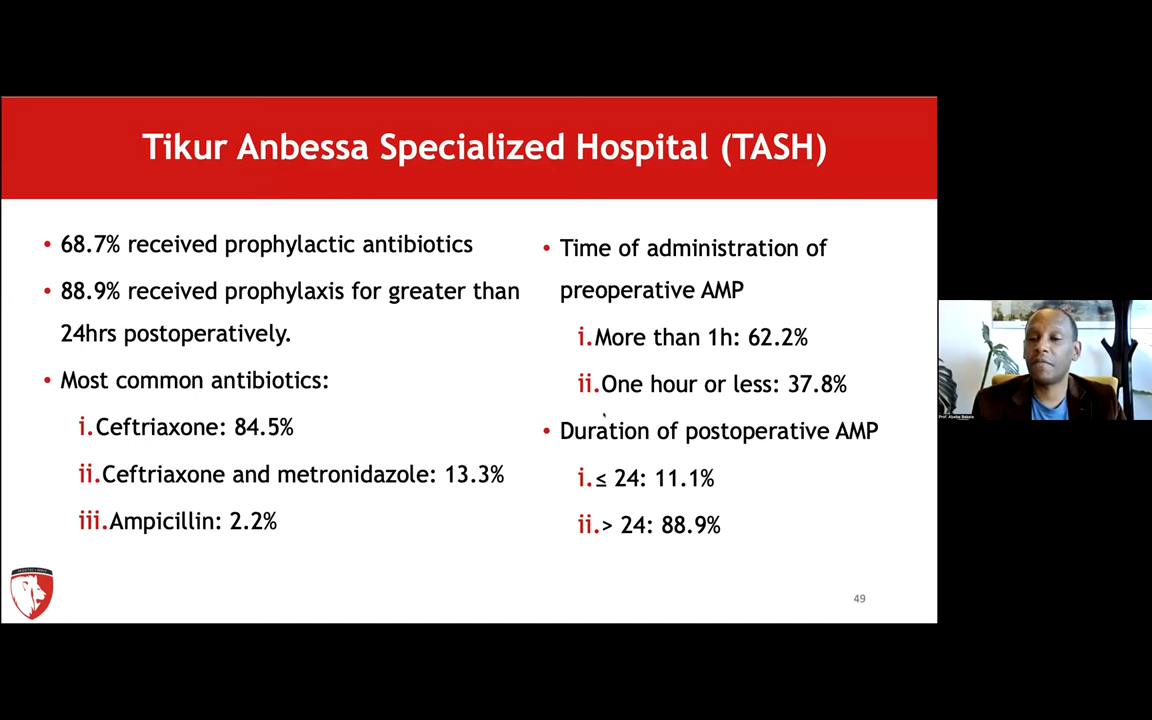 Tikur Anbessa Specialized Hospital (TASH)
• 68.7% received prophylactic antibiotics
• 88.9% received prophylaxis for greater than
24hrs postoperatively.
• Most common antibiotics:
i.Ceftriaxone: 84.5%
ii.Ceftriaxone and metronidazole: 13.3%
iii.Ampicillin: 2.2%
• Time of administration of
preoperative AMP
i.More than 1h: 62.2%
ii.One hour or less: 37.8%
• Duration of postoperative AMP
i.≤ 24: 11.1%
ii.> 24: 88.9%
49